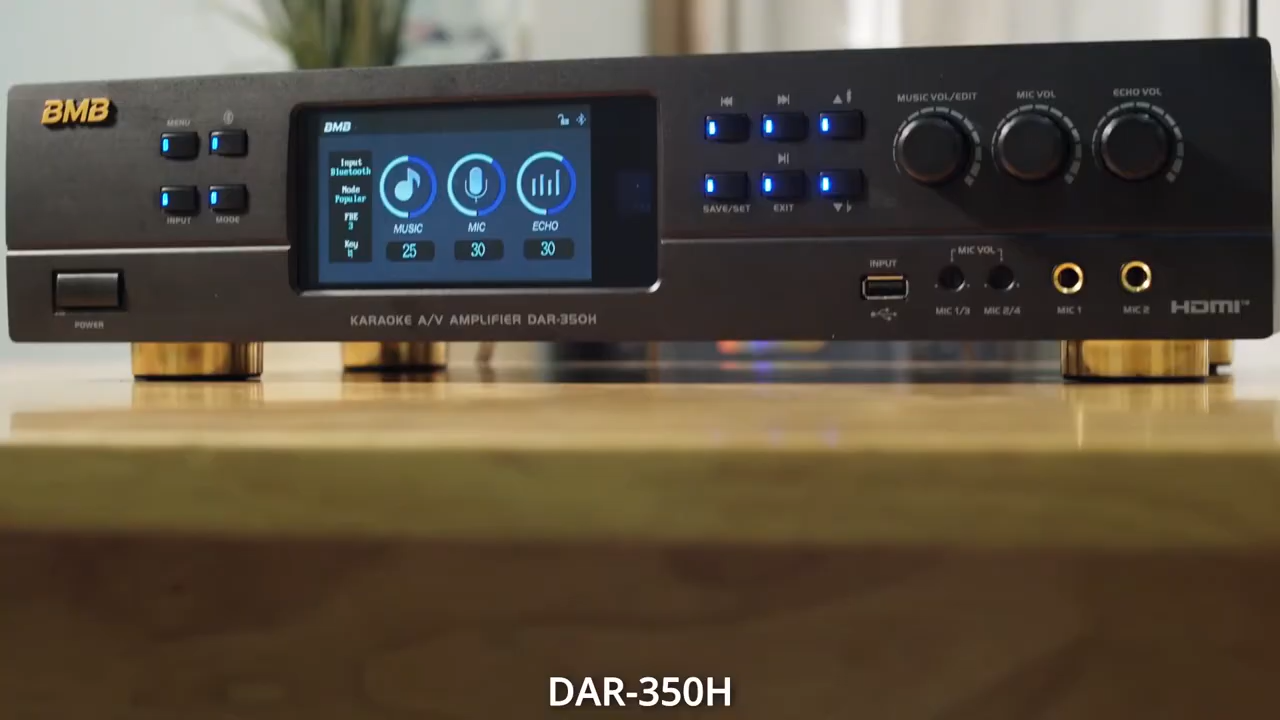 BMB
MENU
INPUT
MODE
POWER
BMB
Input
Bluetooth
Mode
Popular
FBE
3
Key
♮
MUSIC
MIC
ECHO
25
30
30
KARAOKE A/V AMPLIFIER DAR-350H
SAVE/SET
EXIT
MUSIC VOL/EDIT
MIC VOL
ECHO VOL
INPUT
MIC VOL
MIC 1/3
MIC 2/4
MIC 1
MIC 2
HDMI™
DAR-350H